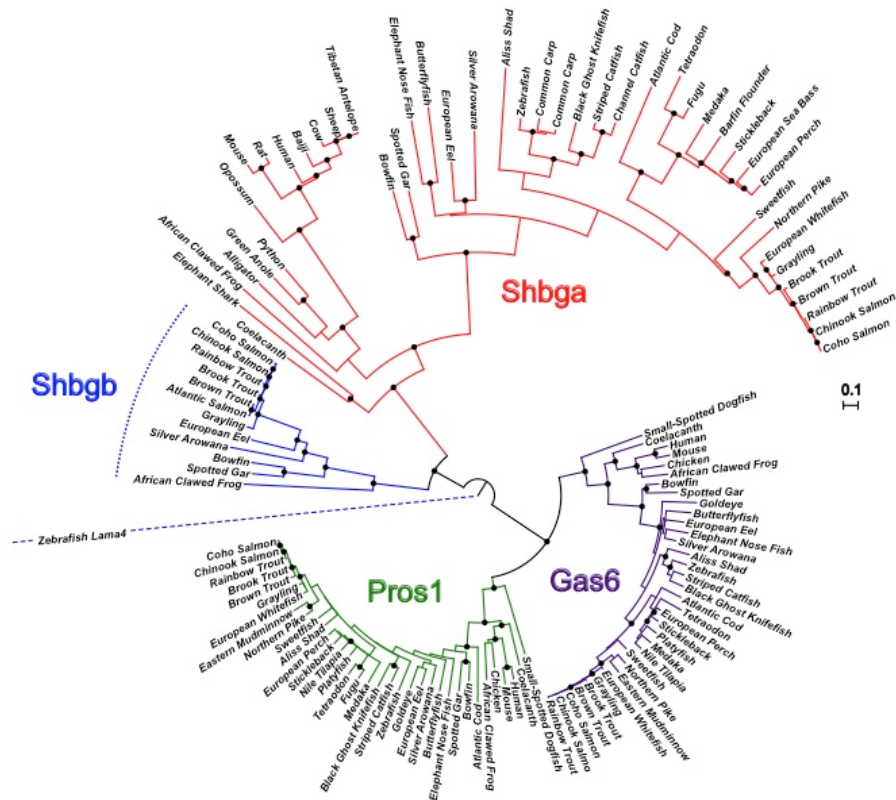 Mouse
Rat
Human
Baiji
Cow
Sheep
Tibetan Antelope
Opossum
Python
Green Anole
Alligator
African Clawed Frog
Elephant Shark
Coelacanth
Bowfin
Spotted Gar
Elephant Nose Fish
Butterflyfish
European Eel
Silver Arowana
Aliss Shad
Zebrafish
Common Carp
Common Carp
Black Ghost Knifefish
Striped Catfish
Channel Catfish
Atlantic Cod
Tetraodon
Fugu
Medaka
Barfin Flounder
Stickleback
European Sea Bass
European Perch
Sweetfish
Northern Pike
European Whitefish
Grayling
Brook Trout
Brown Trout
Rainbow Trout
Chinook Salmon
Coho Salmon
Shbga
0.1
Shbgb
Coho Salmon
Chinook Salmon
Rainbow Trout
Brook Trout
Brown Trout
Atlantic Salmon
Grayling
European Eel
Silver Arowana
Bowfin
Spotted Gar
African Clawed Frog
Zebrafish Lama4
Pros1
Coho Salmon
Chinook Salmon
Rainbow Trout
Brook Trout
Brown Trout
Grayling
European Whitefish
Eastern Mudminnow
Northern Pike
Sweetfish
Aliss Shad
European Perch
Stickleback
Nile Tilapia
Platyfish
Tetraodon
Fugu
Medaka
Black Ghost Knifefish
Striped Catfish
Zebrafish
Goldeye
European Eel
Silver Arowana
Butterflyfish
Elephant Nose Fish
Spotted Gar
Bowfin
Atlantic Cod
African Clawed Frog
Chicken
Mouse
Human
Coelacanth
Small-Spotted Dogfish
Gas6
Small-Spotted Dogfish
Coelacanth
Human
Mouse
Chicken
African Clawed Frog
Bowfin
Spotted Gar
Goldeye
Butterflyfish
European Eel
Elephant Nose Fish
Silver Arowana
Aliss Shad
Zebrafish
Striped Catfish
Black Ghost Knifefish
Atlantic Cod
Tetraodon
European Perch
Stickleback
Platyfish
Medaka
Nile Tilapia
Sweetfish
Northern Pike
Eastern Mudminnow
European Whitefish
Grayling
Brook Trout
Brown Trout
Coho Salmon
Chinook Salmo
Rainbow Trout